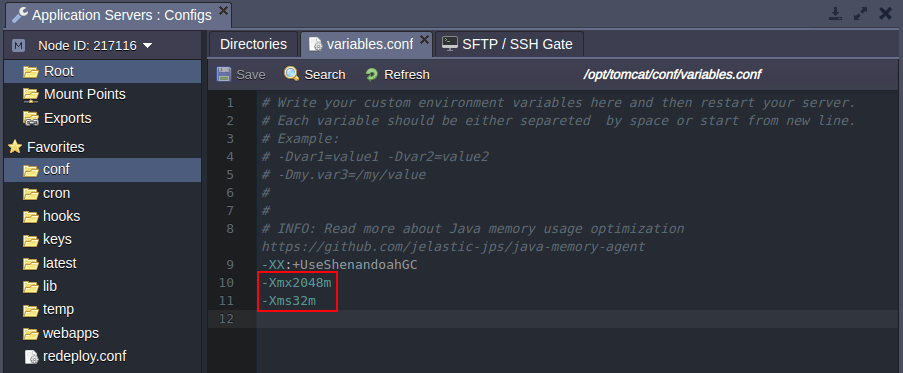 Application Servers : Configs
M Node ID: 217116
Root
Mount Points
Exports
Favorites
conf
cron
hooks
keys
latest
lib
temp
webapps
redeploy.conf
Directories variables.conf SFTP / SSH Gate
Save Search Refresh /opt/tomcat/conf/variables.conf
1 # Write your custom environment variables here and then restart your server.
2 # Each variable should be either separeted  by space or start from new line.
3 # Example:
4 # -Dvar1=value1 -Dvar2=value2
5 # -Dmy.var3=/my/value
6 #
7 #
8 # INFO: Read more about Java memory usage optimization
https://github.com/jelastic-jps/java-memory-agent
9 -XX:+UseShenandoahGC
10 -Xmx2048m
11 -Xms32m
12